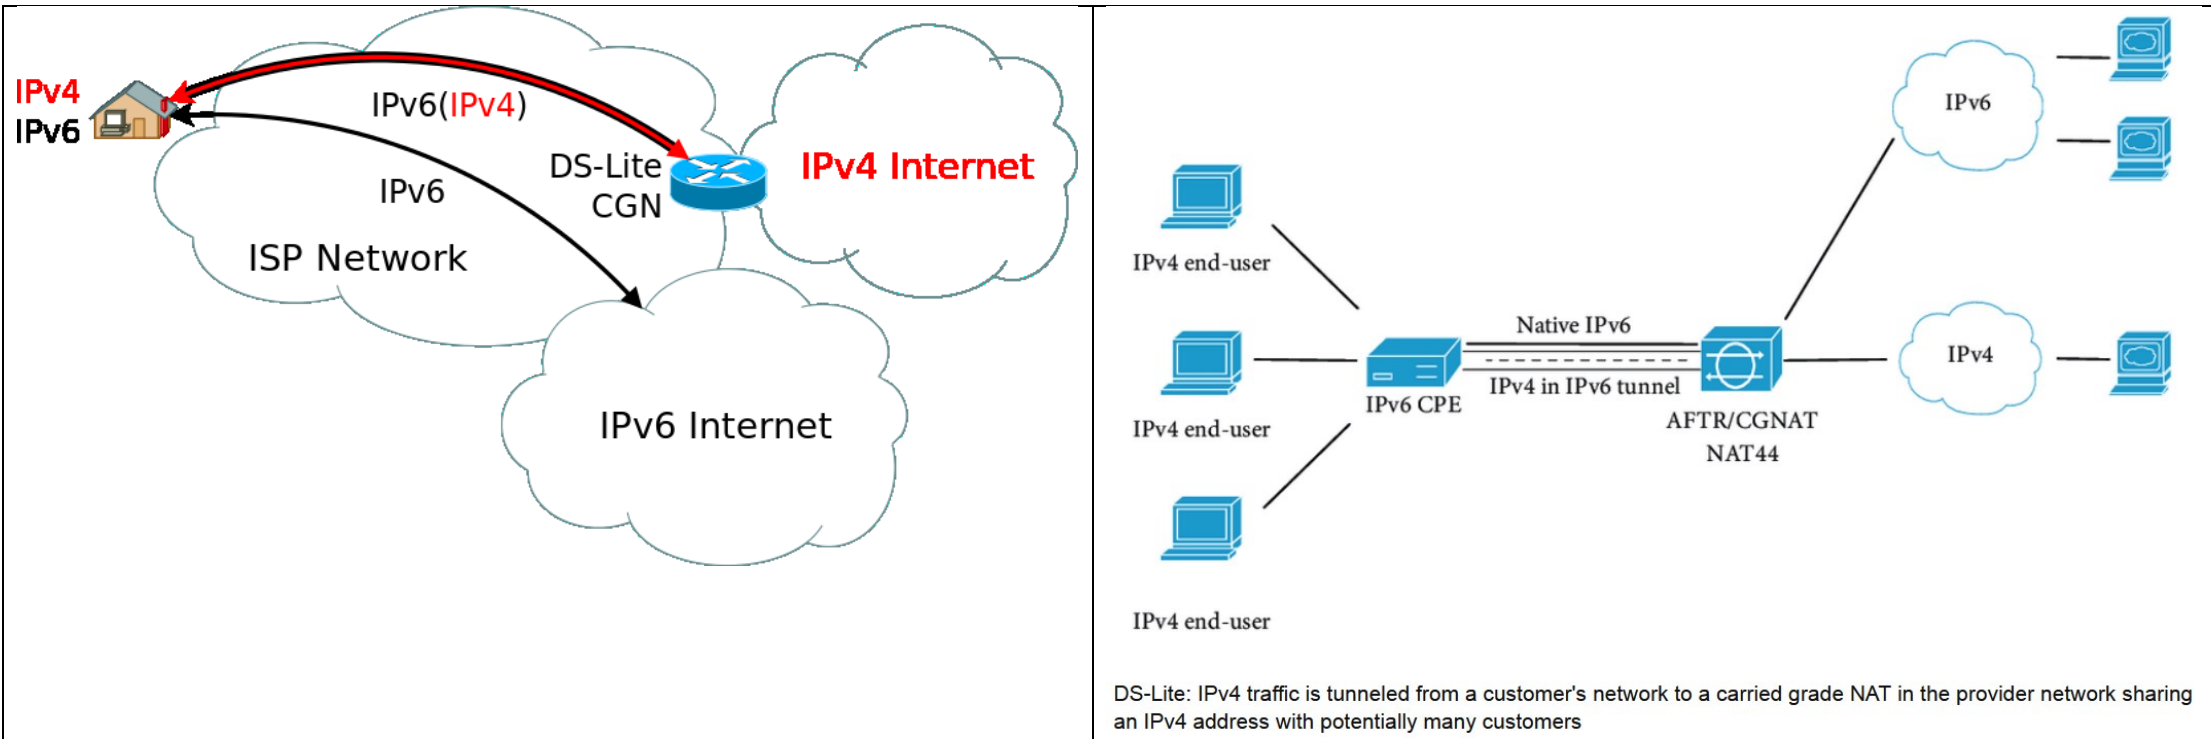 IPv4
IPv6
IPv6(IPv4)
IPv6
DS-Lite
CGN
IPv4 Internet
ISP Network
IPv6 Internet
IPv6
IPv4 end-user
IPv4 end-user
IPv4 end-user
IPv6 CPE
Native IPv6
IPv4 in IPv6 tunnel
AFTR/CGNAT
NAT44
IPv4
DS-Lite: IPv4 traffic is tunneled from a customer's network to a carried grade NAT in the provider network sharing
an IPv4 address with potentially many customers